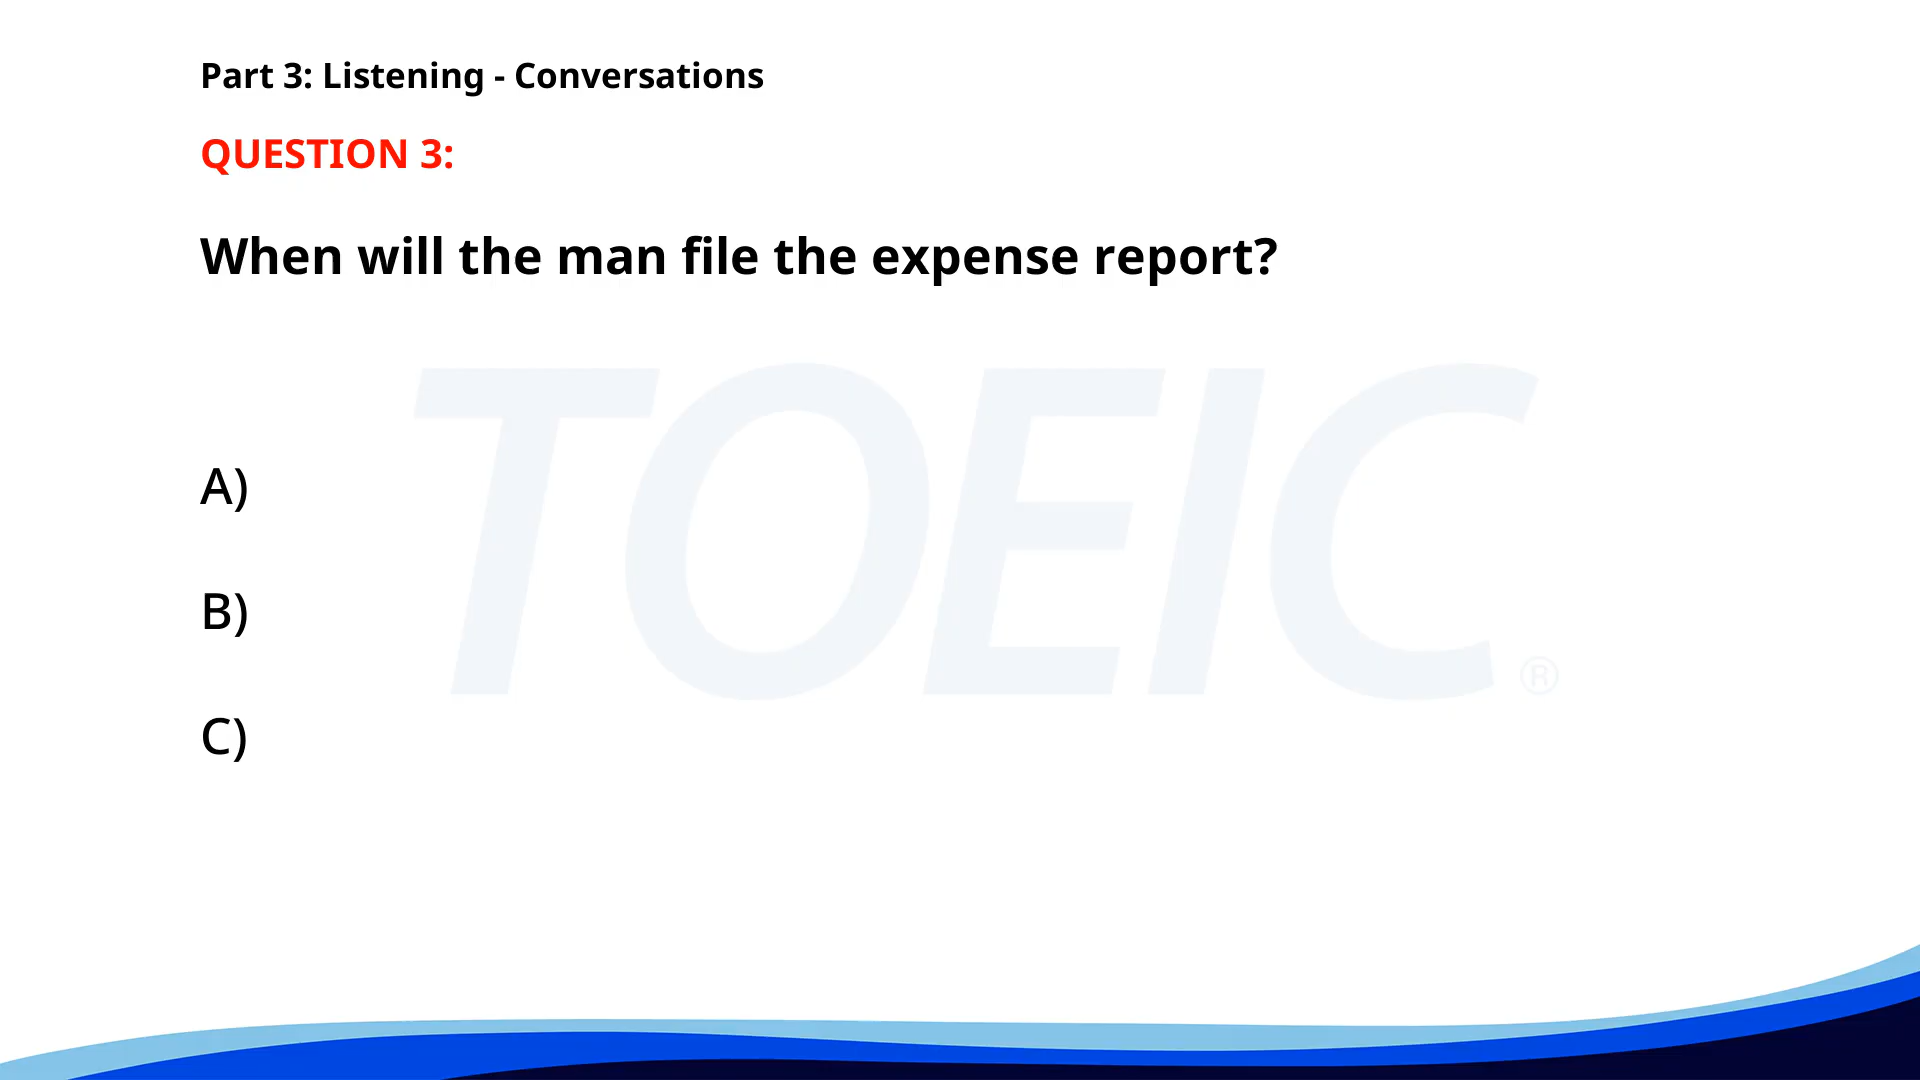 Part 3: Listening - Conversations
QUESTION 3:
When will the man file the expense report?
TOEIC®
A)
B)
C)